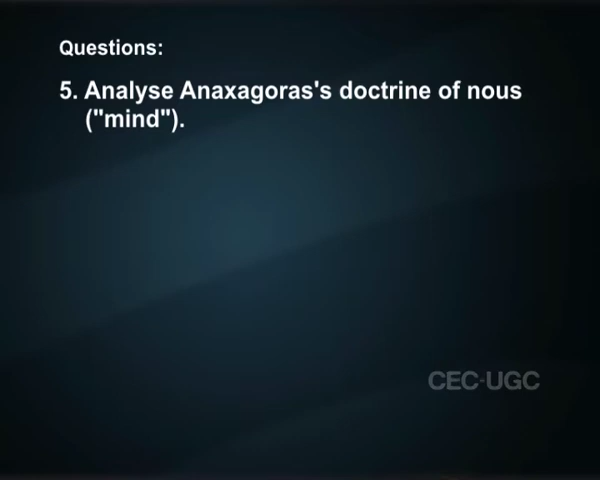 Questions:
5. Analyse Anaxagoras's doctrine of nous
("mind").
CEC-UGC